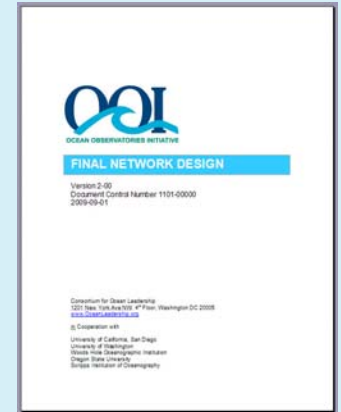 OOI
OCEAN OBSERVATORIES INITIATIVE
FINAL NETWORK DESIGN
Version 2-00
Document Control Number 1101-00000
2009-09-01
Consortium for Ocean Leadership
1201 New York Ave NW, 4th Floor, Washington DC 20005
www.OceanLeadership.org
in Cooperation with
University of California, San Diego
University of Washington
Woods Hole Oceanographic Institution
Oregon State University
Scripps Institution of Oceanography